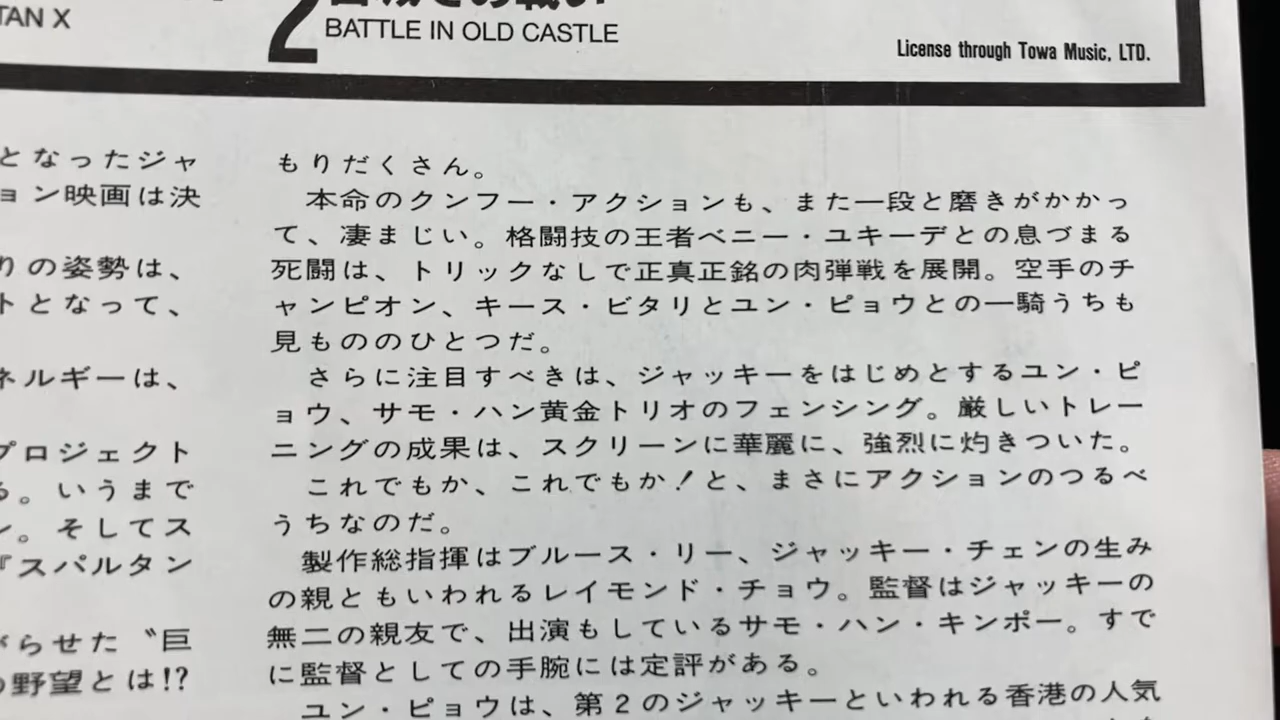 TAN X
2
BATTLE IN OLD CASTLE
License through Towa Music, LTD.
となったジャ
ョン映画は決
りの姿勢は、
トとなって、
ネルギーは、
プロジェクト
る。いうまで
ン。そしてス
『スパルタン
がらせた〝巨
の野望とは!?
もりだくさん。
本命のクンフー・アクションも、また一段と磨きがかかっ
て、凄まじい。格闘技の王者ベニー・ユキーデとの息づまる
死闘は、トリックなしで正真正銘の肉弾戦を展開。空手のチ
ャンピオン、キース・ビタリとユン・ピョウとの一騎うちも
見もののひとつだ。
さらに注目すべきは、ジャッキーをはじめとするユン・ピ
ョウ、サモ・ハン黄金トリオのフェンシング。厳しいトレー
ニングの成果は、スクリーンに華麗に、強烈に灼きついた。
これでもか、これでもか!と、まさにアクションのつるべ
うちなのだ。
製作総指揮はブルース・リー、ジャッキー・チェンの生み
の親ともいわれるレイモンド・チョウ。監督はジャッキーの
無二の親友で、出演もしているサモ・ハン・キンポー。すで
に監督としての手腕には定評がある。
ユン・ピョウは、第2のジャッキーといわれる香港の人気